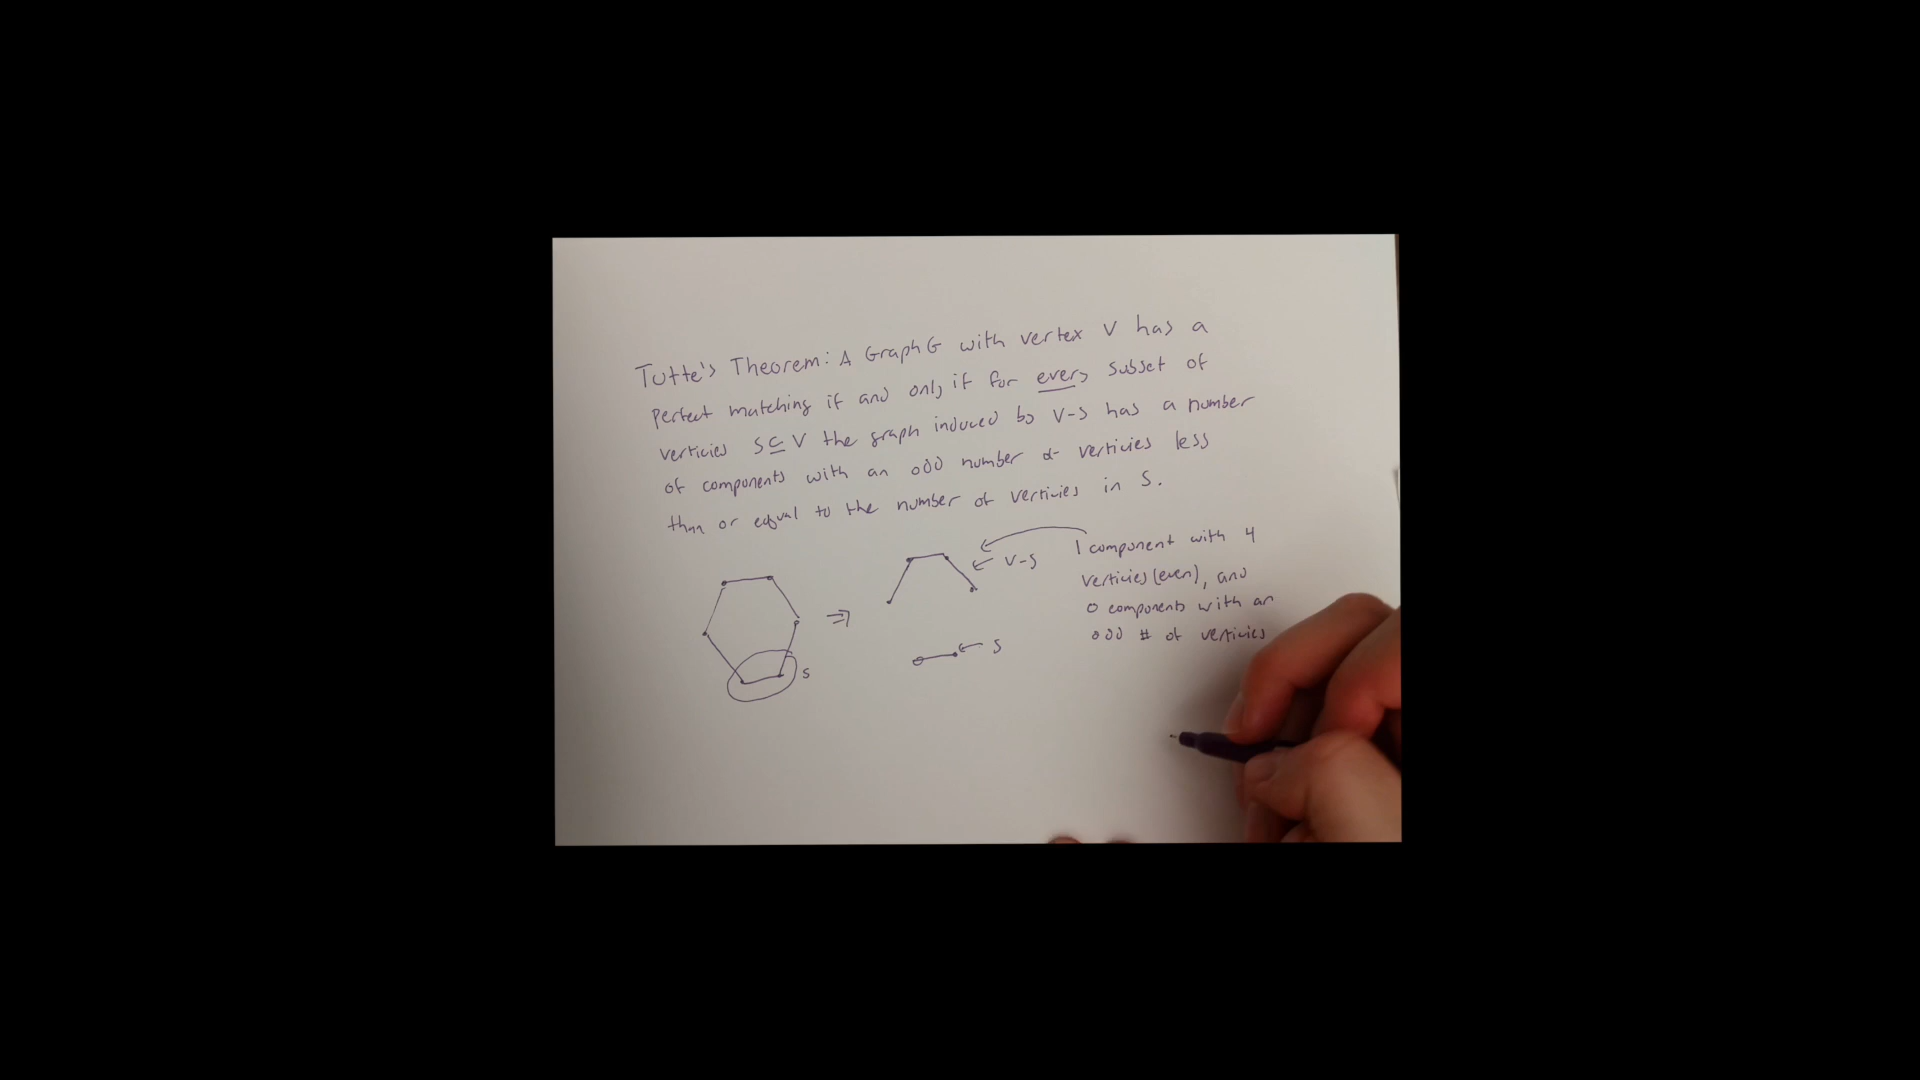 Tutte's Theorem: A Graph G with vertex V has a
perfect matching if and only if for every subset of
verticies S ⊆ V the graph induced by V-S has a number
of components with an odd number of verticies less
than or equal to the number of verticies in S.
1 component with 4
⇒ V-S verticies (even), and
0 components with an
S S odd # of verticies